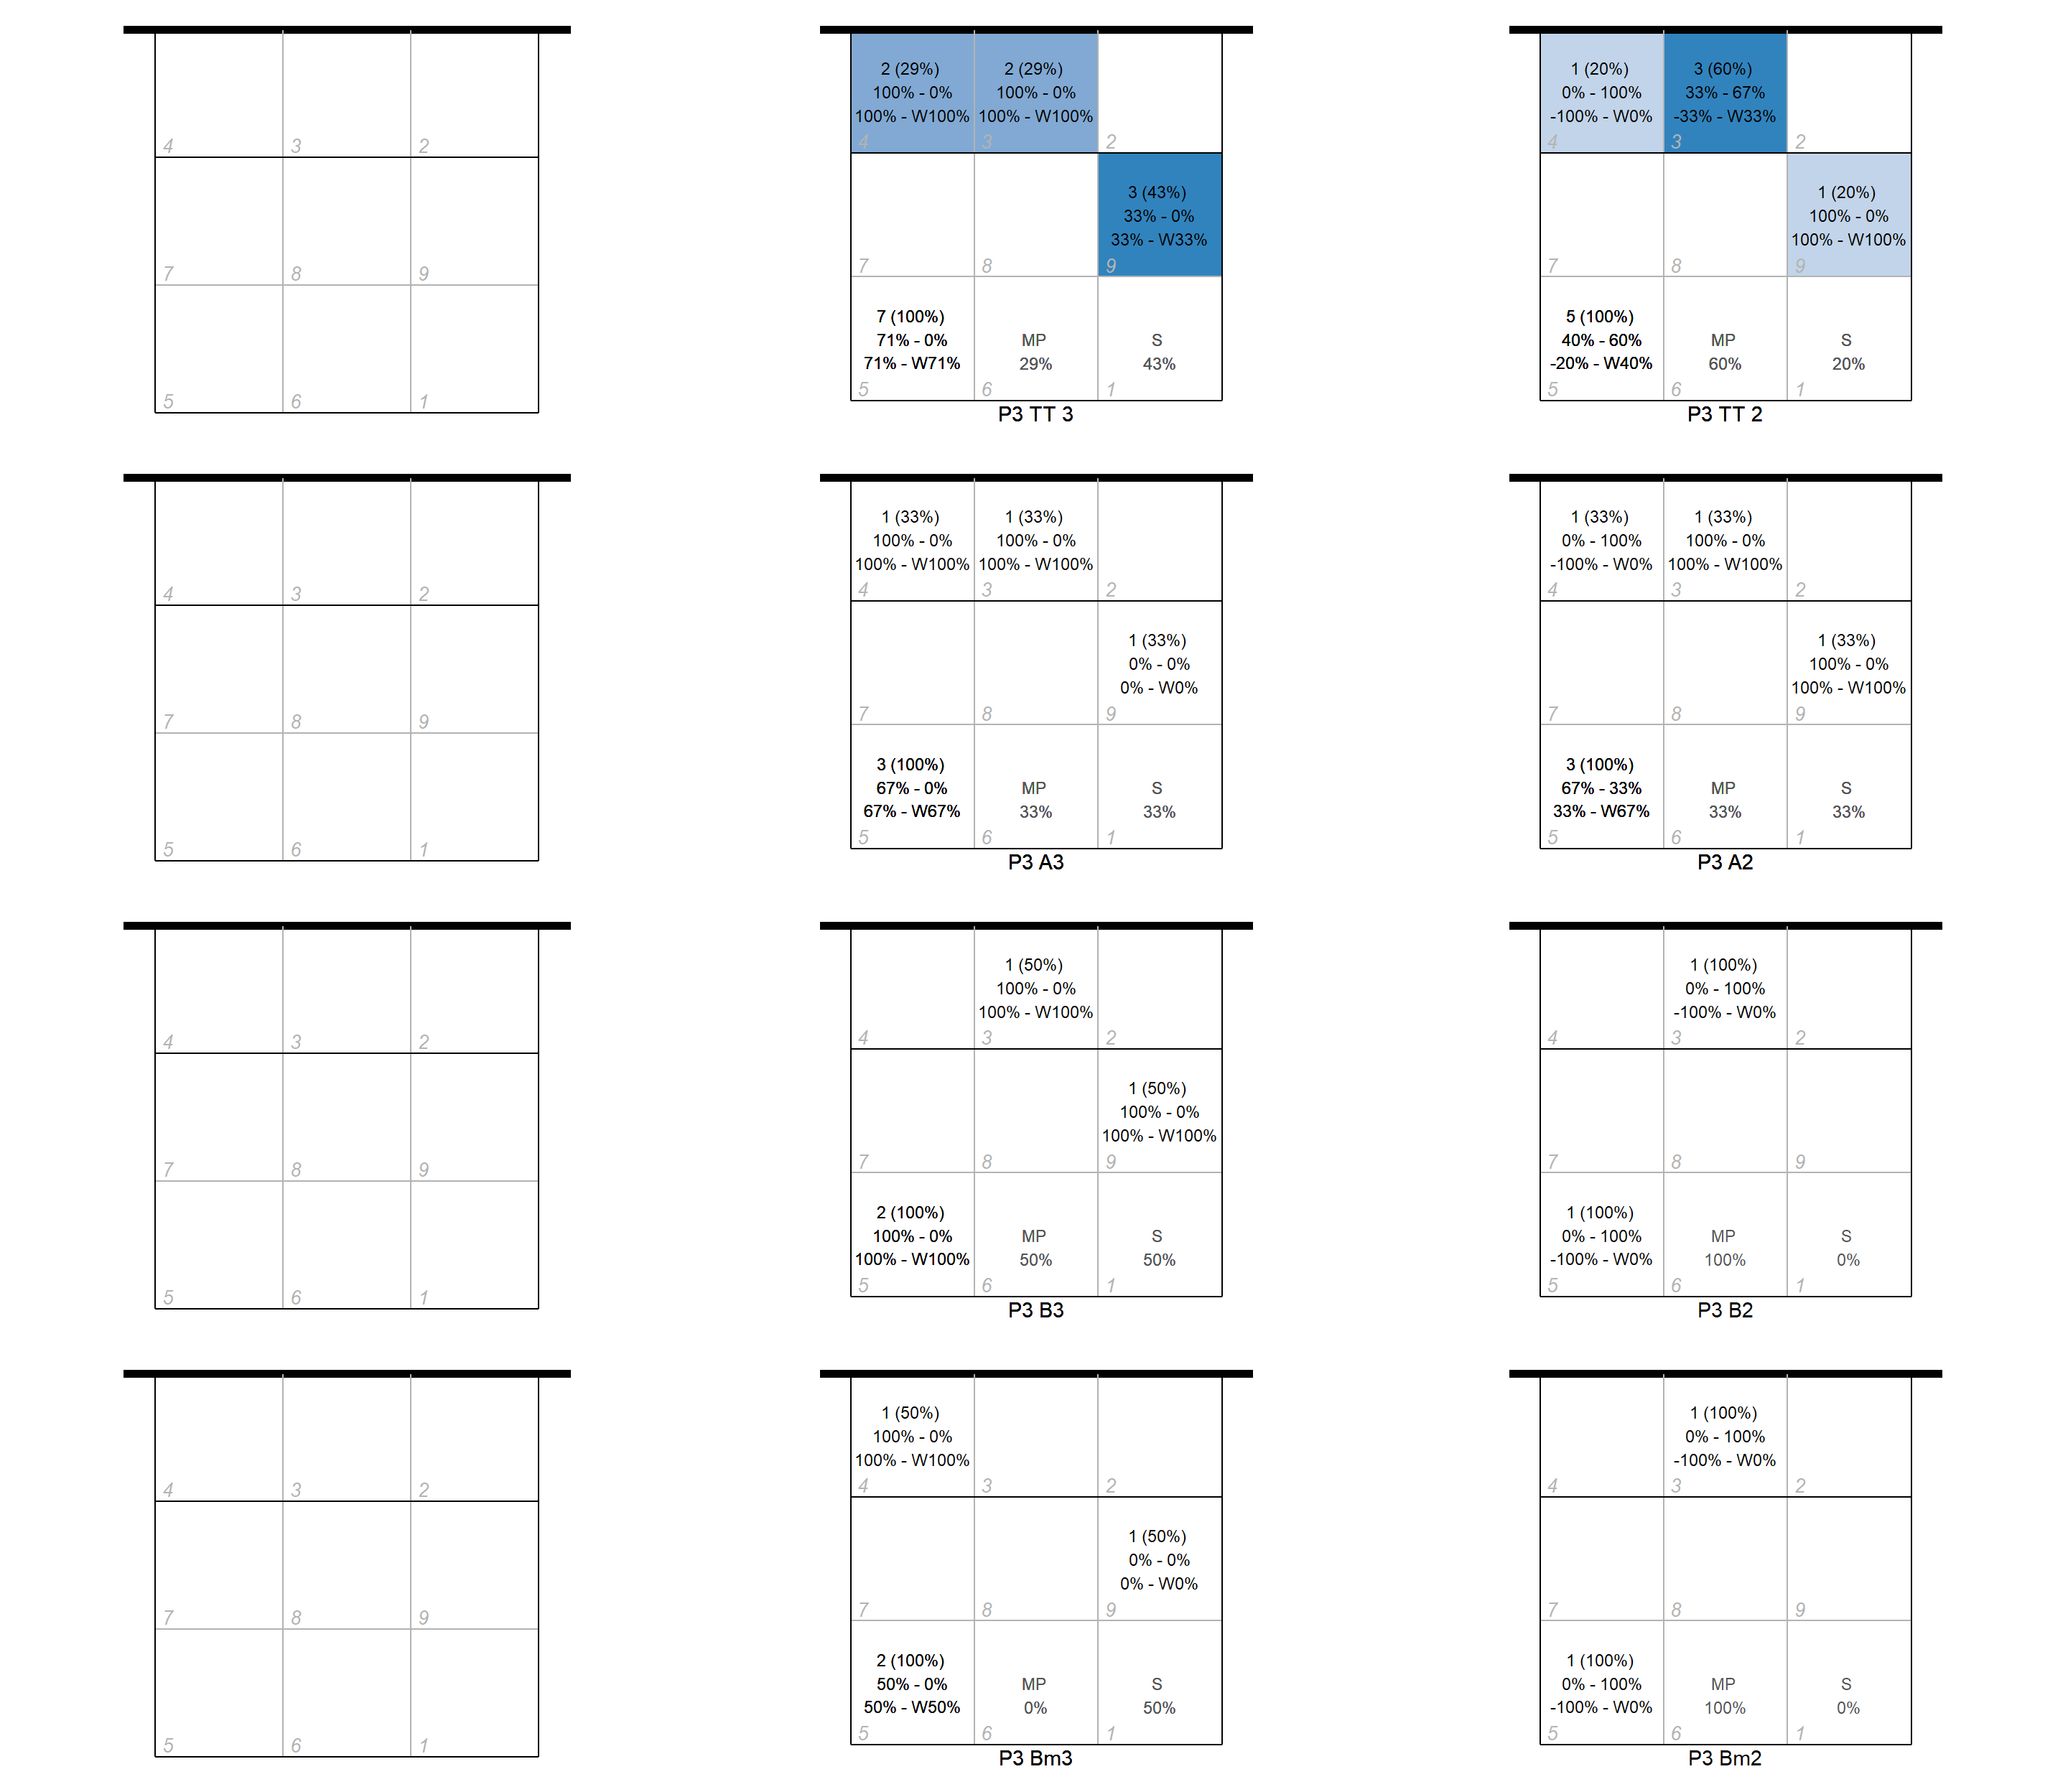 4 3 2
7 8 9
5 6 1
2 (29%)
100% - 0%
100% - W100%
4
2 (29%)
100% - 0%
100% - W100%
3
2
7
8
3 (43%)
33% - 0%
33% - W33%
9
7 (100%)
71% - 0%
71% - W71%
5
MP
29%
6
S
43%
1
P3 TT 3
1 (20%)
0% - 100%
-100% - W0%
4
3 (60%)
33% - 67%
-33% - W33%
3
2
7
8
1 (20%)
100% - 0%
100% - W100%
9
5 (100%)
40% - 60%
-20% - W40%
5
MP
60%
6
S
20%
1
P3 TT 2
4 3 2
7 8 9
5 6 1
1 (33%)
100% - 0%
100% - W100%
4
1 (33%)
100% - 0%
100% - W100%
3
2
7
8
1 (33%)
0% - 0%
0% - W0%
9
3 (100%)
67% - 0%
67% - W67%
5
MP
33%
6
S
33%
1
P3 A3
1 (33%)
0% - 100%
-100% - W0%
4
1 (33%)
100% - 0%
100% - W100%
3
2
7
8
1 (33%)
100% - 0%
100% - W100%
9
3 (100%)
67% - 33%
33% - W67%
5
MP
33%
6
S
33%
1
P3 A2
4 3 2
7 8 9
5 6 1
4
1 (50%)
100% - 0%
100% - W100%
3
2
7
8
1 (50%)
100% - 0%
100% - W100%
9
2 (100%)
100% - 0%
100% - W100%
5
MP
50%
6
S
50%
1
P3 B3
4
1 (100%)
0% - 100%
-100% - W0%
3
2
7
8
9
1 (100%)
0% - 100%
-100% - W0%
5
MP
100%
6
S
0%
1
P3 B2
4 3 2
7 8 9
5 6 1
1 (50%)
100% - 0%
100% - W100%
4
3
2
7
8
1 (50%)
0% - 0%
0% - W0%
9
2 (100%)
50% - 0%
50% - W50%
5
MP
0%
6
S
50%
1
P3 Bm3
4
1 (100%)
0% - 100%
-100% - W0%
3
2
7
8
9
1 (100%)
0% - 100%
-100% - W0%
5
MP
100%
6
S
0%
1
P3 Bm2